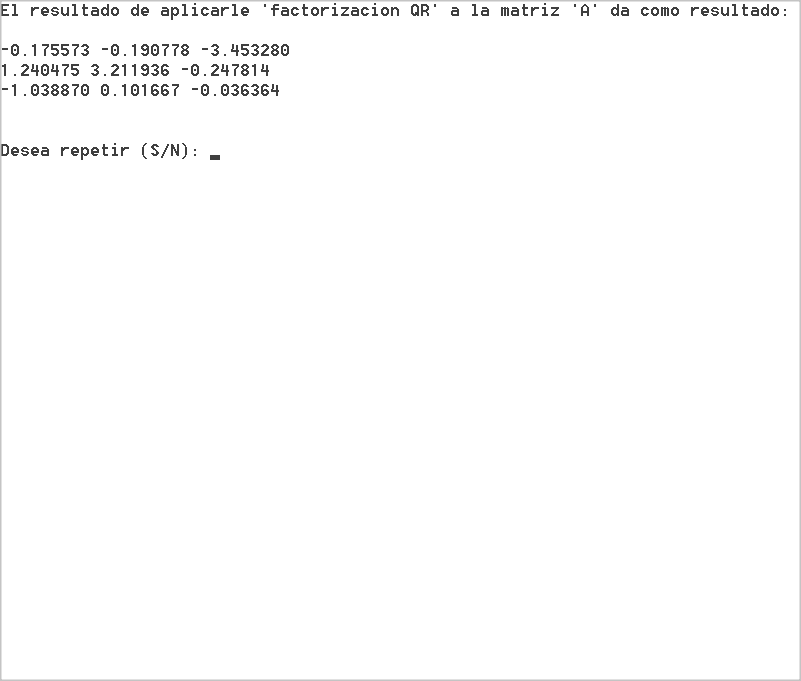 El resultado de aplicarle 'factorizacion QR' a la matriz 'A' da como resultado:
-0.175573 -0.190778 -3.453280
1.240475 3.211936 -0.247814
-1.038870 0.101667 -0.036364
Desea repetir (S/N):